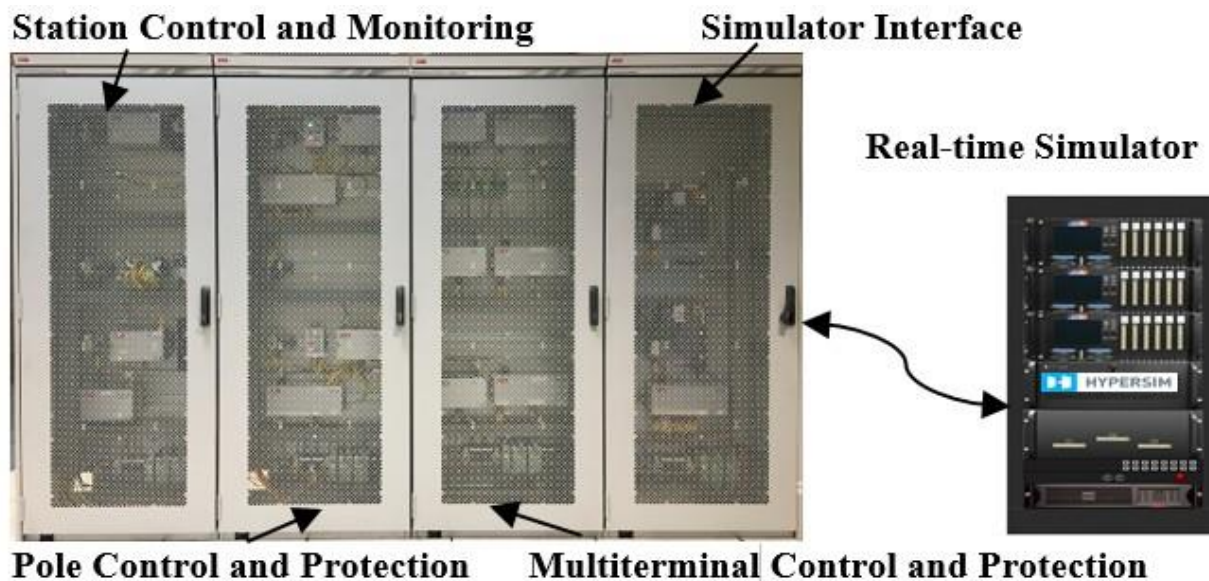 Station Control and Monitoring
Simulator Interface
Real-time Simulator
HYPERSIM
Pole Control and Protection
Multiterminal Control and Protection